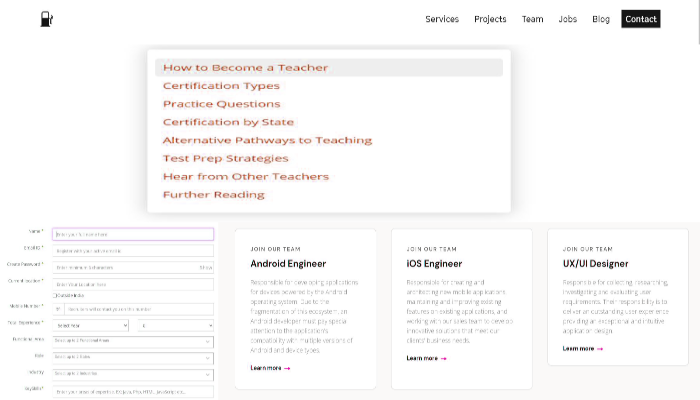 Services Projects Team Jobs Blog Contact
How to Become a Teacher
Certification Types
Practice Questions
Certification by State
Alternative Pathways to Teaching
Test Prep Strategies
Hear from Other Teachers
Further Reading
Name *
Email ID *
Create Password *
Enter minimum 6 characters Show
Current location *
Outside India
Mobile Number *
Total Experience *
Select Year
Functional Area
Role
Industry
Key Skills *
JOIN OUR TEAM
Android Engineer
Responsible for developing applications
for devices powered by the Android
operating system. Due to the
fragmentation of this ecosystem, an
Android developer must pay special
attention to the application's
compatibility with multiple versions of
Android and device types.
Learn more →
JOIN OUR TEAM
iOS Engineer
Responsible for creating and
architecting new mobile applications
maintaining and improving existing
features on existing applications, and
working with our sales team to develop
innovative solutions that meet our
clients' business needs.
Learn more →
JOIN OUR TEAM
UX/UI Designer
Responsible for collecting, researching,
investigating and evaluating user
requirements. Their responsibility is to
deliver an outstanding user experience
providing an exceptional and intuitive
application design.
Learn more →